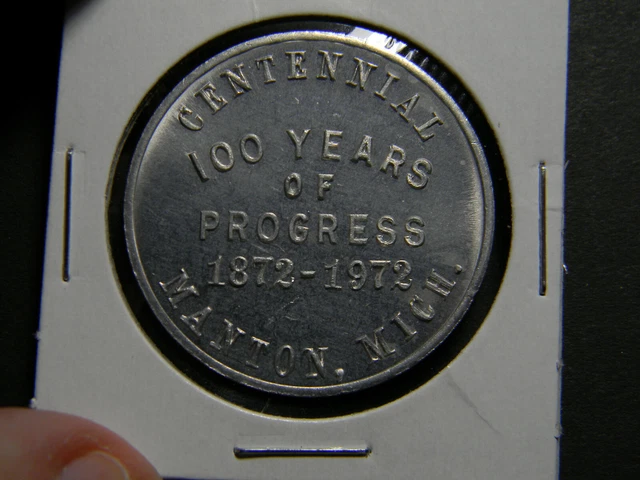 CENTENNIAL
100 YEARS
OF
PROGRESS
1872-1972
MANTON, MICH.